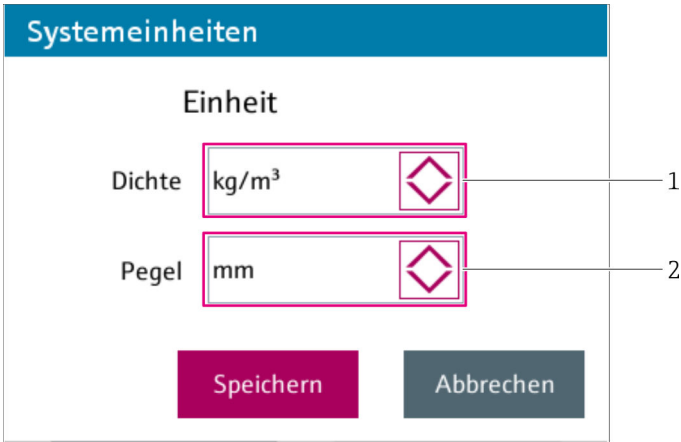 Systemeinheiten
Einheit
Dichte kg/m³ 1
Pegel mm 2
Speichern Abbrechen